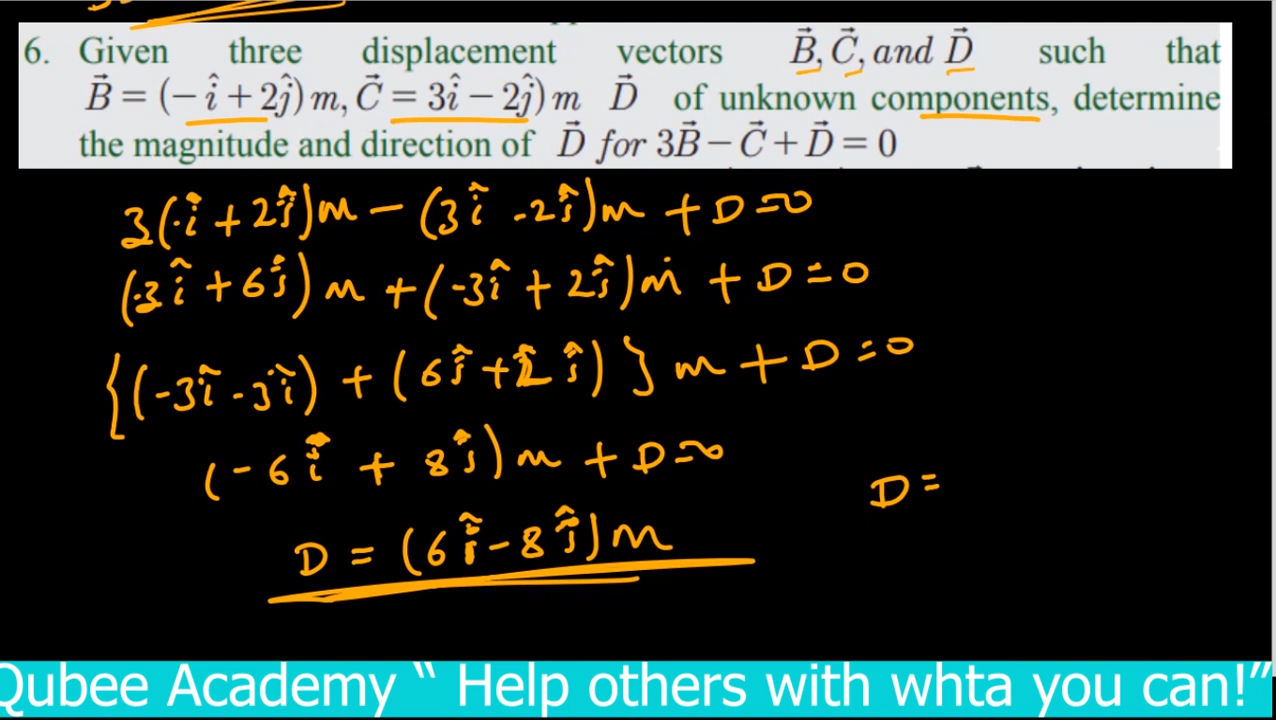 6. Given three displacement vectors B⃗, C⃗, and D⃗ such that
B⃗ = (− î + 2ĵ) m, C⃗ = 3î − 2ĵ) m D⃗ of unknown components, determine
the magnitude and direction of D⃗ for 3B⃗ − C⃗ + D⃗ = 0
3(-î + 2ĵ)m − (3î - 2ĵ)m + D = 0
(-3î + 6ĵ)m + (-3î + 2ĵ)m + D = 0
{(-3î - 3î) + (6ĵ + 2ĵ)}m + D = 0
(-6î + 8ĵ)m + D = 0
D =
D = (6î - 8ĵ)m
Qubee Academy “ Help others with whta you can!”